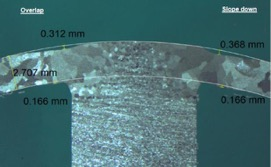 Overlap
Slope down
0.312 mm
0.368 mm
2.707 mm
0.166 mm
0.166 mm